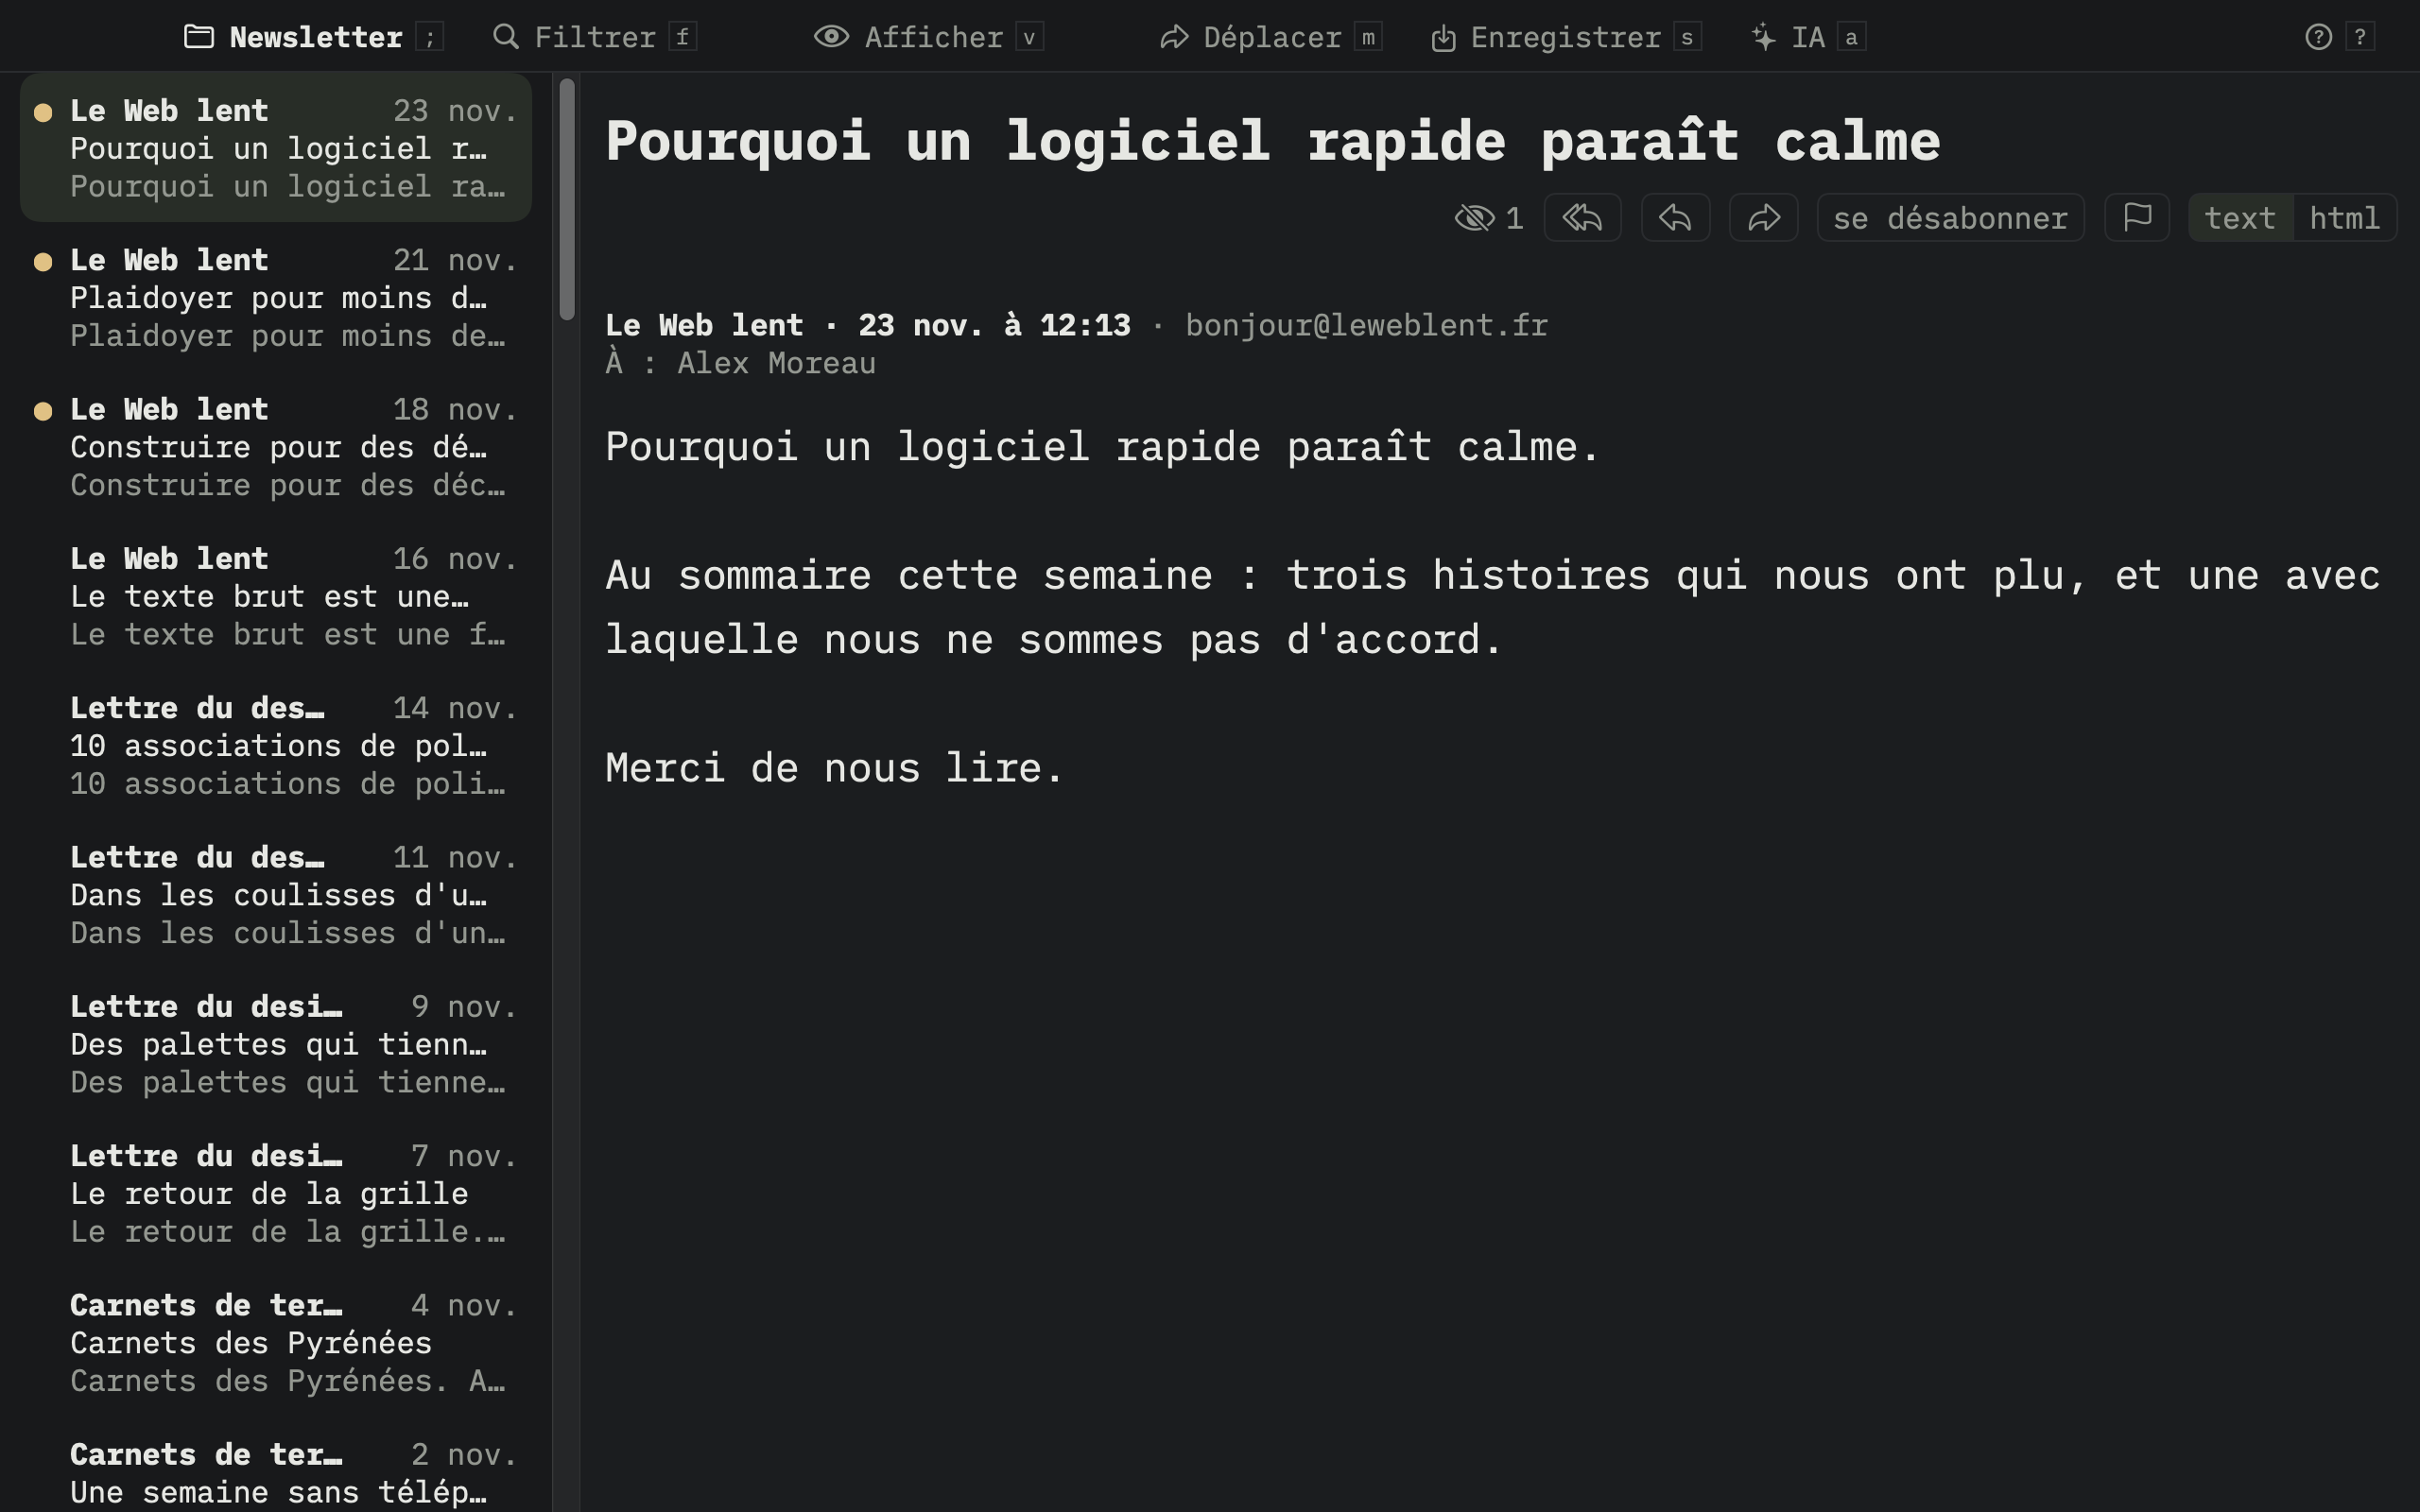 Newsletter ;
Filtrer f
Afficher v
Déplacer m
Enregistrer s
IA a
? ?
Le Web lent 23 nov.
Pourquoi un logiciel r…
Pourquoi un logiciel ra…
Le Web lent 21 nov.
Plaidoyer pour moins d…
Plaidoyer pour moins de…
Le Web lent 18 nov.
Construire pour des dé…
Construire pour des déc…
Le Web lent 16 nov.
Le texte brut est une…
Le texte brut est une f…
Lettre du des… 14 nov.
10 associations de pol…
10 associations de poli…
Lettre du des… 11 nov.
Dans les coulisses d'u…
Dans les coulisses d'un…
Lettre du desi… 9 nov.
Des palettes qui tienn…
Des palettes qui tienne…
Lettre du desi… 7 nov.
Le retour de la grille
Le retour de la grille.…
Carnets de ter… 4 nov.
Carnets des Pyrénées
Carnets des Pyrénées. A…
Carnets de ter… 2 nov.
Une semaine sans télép…
Pourquoi un logiciel rapide paraît calme
1 se désabonner text html
Le Web lent · 23 nov. à 12:13 · bonjour@leweblent.fr
À : Alex Moreau
Pourquoi un logiciel rapide paraît calme.
Au sommaire cette semaine : trois histoires qui nous ont plu, et une avec
laquelle nous ne sommes pas d'accord.
Merci de nous lire.